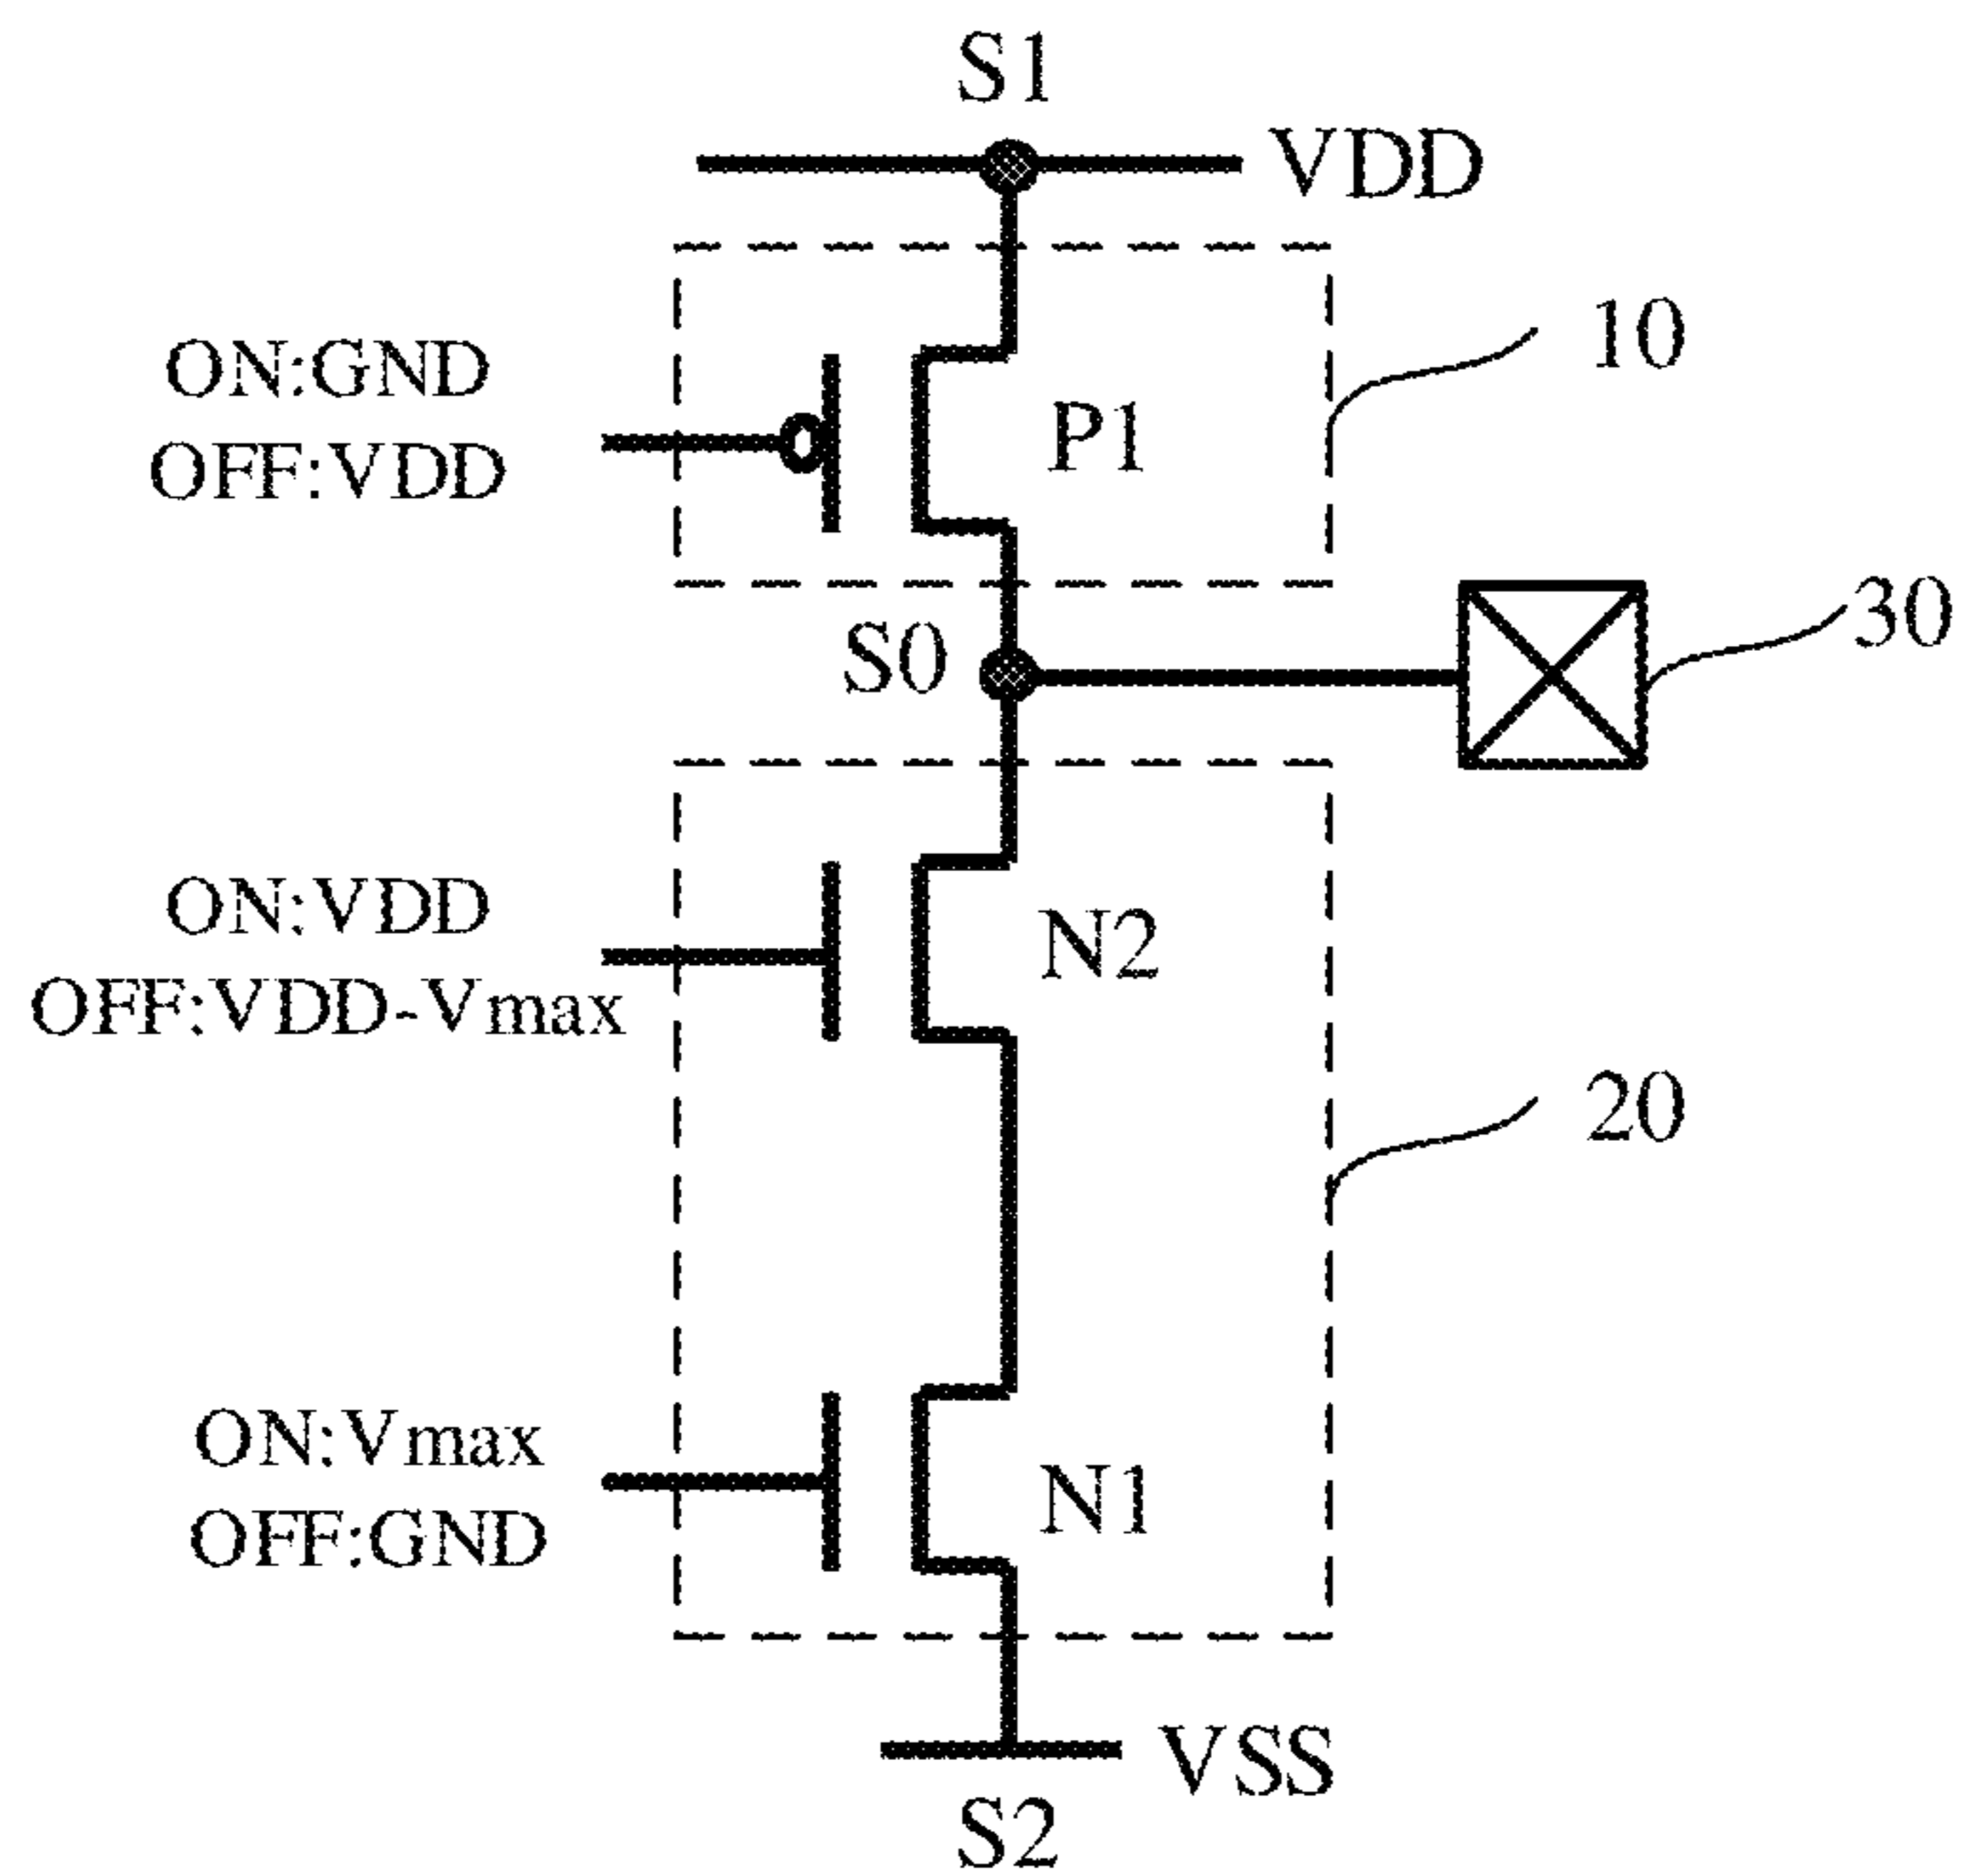 S1
VDD
10
ON:GND
OFF:VDD
P1
30
S0
ON:VDD
OFF:VDD-Vmax
N2
20
ON:Vmax
OFF:GND
N1
VSS
S2